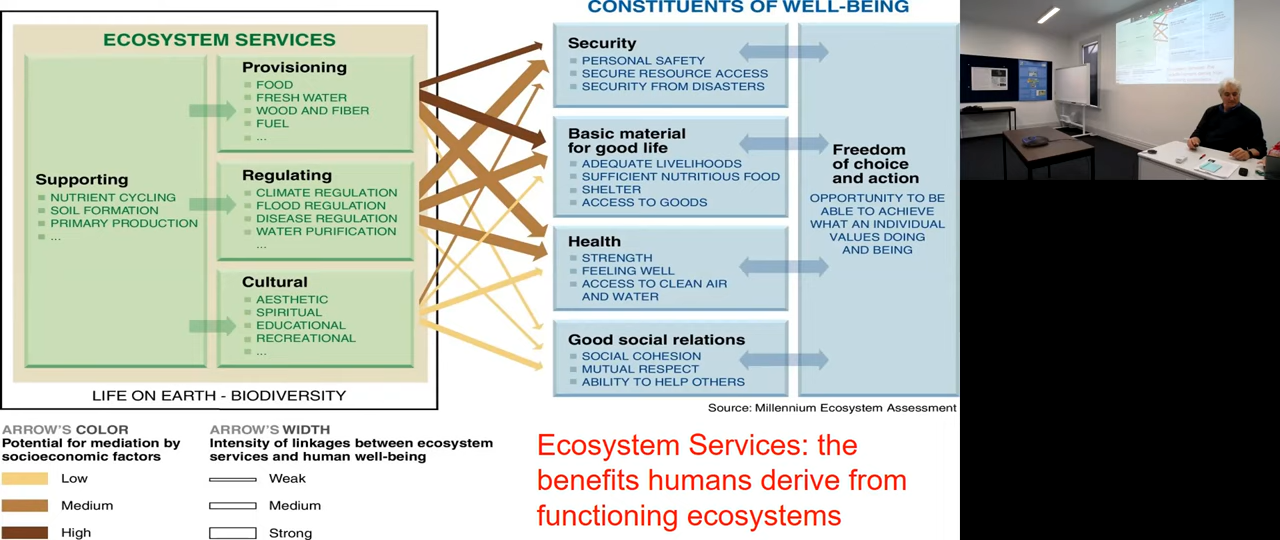 CONSTITUENTS OF WELL-BEING
ECOSYSTEM SERVICES
Supporting
NUTRIENT CYCLING
SOIL FORMATION
PRIMARY PRODUCTION
...
Provisioning
FOOD
FRESH WATER
WOOD AND FIBER
FUEL
...
Regulating
CLIMATE REGULATION
FLOOD REGULATION
DISEASE REGULATION
WATER PURIFICATION
...
Cultural
AESTHETIC
SPIRITUAL
EDUCATIONAL
RECREATIONAL
...
LIFE ON EARTH - BIODIVERSITY
Security
PERSONAL SAFETY
SECURE RESOURCE ACCESS
SECURITY FROM DISASTERS
Basic material
for good life
ADEQUATE LIVELIHOODS
SUFFICIENT NUTRITIOUS FOOD
SHELTER
ACCESS TO GOODS
Health
STRENGTH
FEELING WELL
ACCESS TO CLEAN AIR
AND WATER
Good social relations
SOCIAL COHESION
MUTUAL RESPECT
ABILITY TO HELP OTHERS
Freedom
of choice
and action
OPPORTUNITY TO BE
ABLE TO ACHIEVE
WHAT AN INDIVIDUAL
VALUES DOING
AND BEING
Source: Millennium Ecosystem Assessment
ARROW'S COLOR
Potential for mediation by
socioeconomic factors
Low
Medium
High
ARROW'S WIDTH
Intensity of linkages between ecosystem
services and human well-being
Weak
Medium
Strong
Ecosystem Services: the
benefits humans derive from
functioning ecosystems